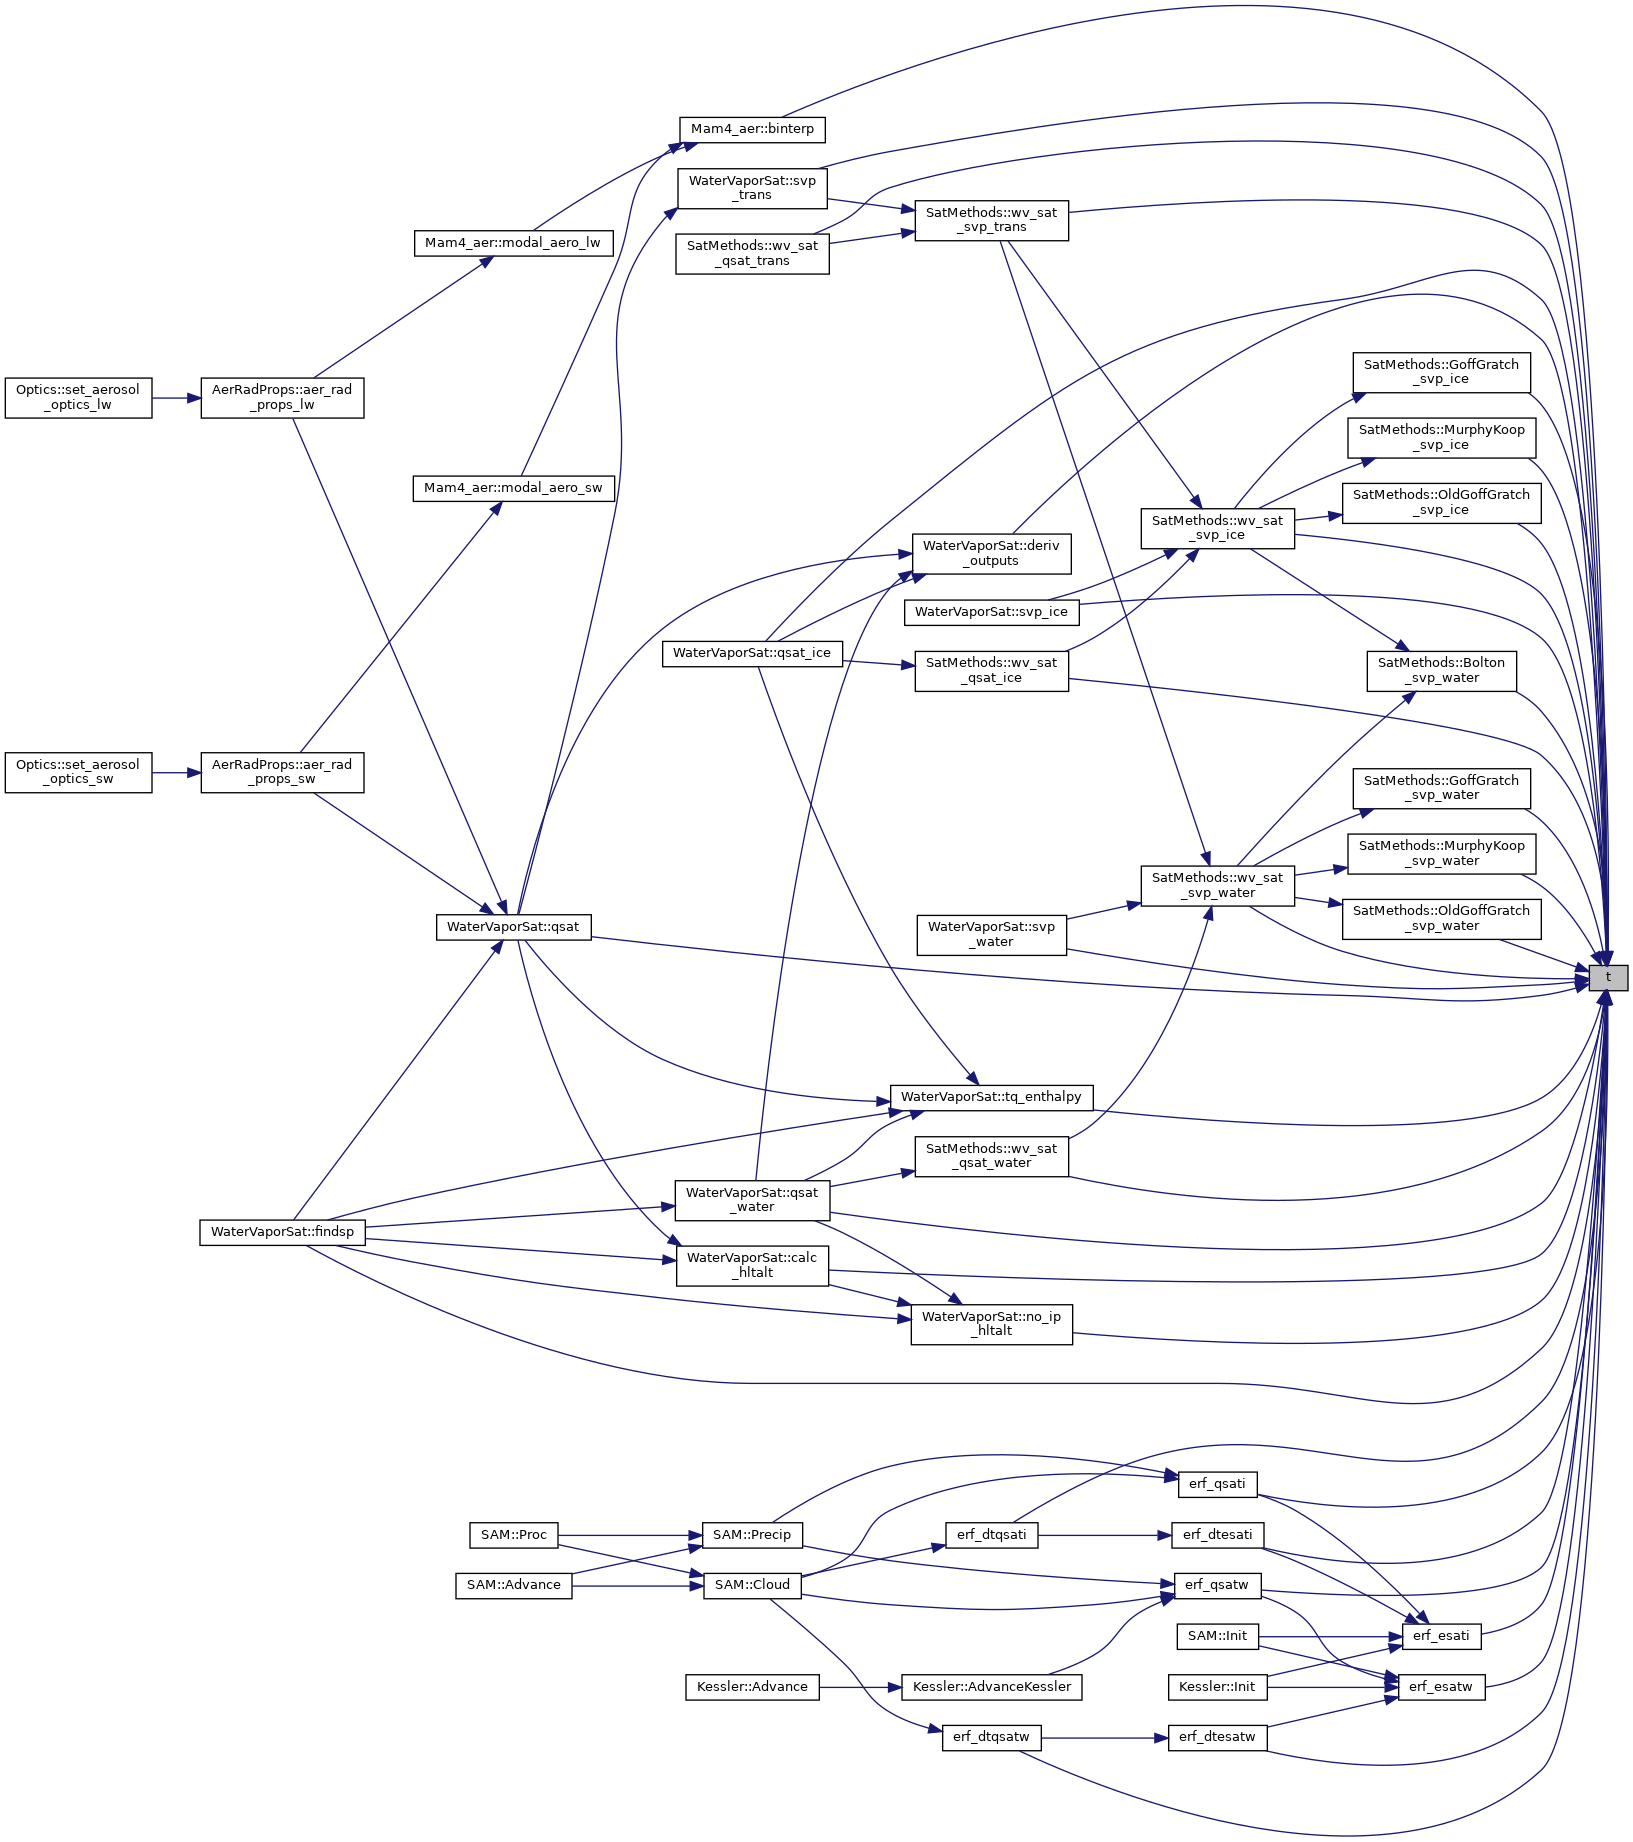 Mam4_aer::binterp
WaterVaporSat::svp
_trans
SatMethods::wv_sat
_svp_trans
Mam4_aer::modal_aero_lw
SatMethods::wv_sat
_qsat_trans
Optics::set_aerosol
_optics_lw
AerRadProps::aer_rad
_props_lw
SatMethods::GoffGratch
_svp_ice
SatMethods::MurphyKoop
_svp_ice
Mam4_aer::modal_aero_sw
SatMethods::OldGoffGratch
_svp_ice
SatMethods::wv_sat
_svp_ice
WaterVaporSat::deriv
_outputs
WaterVaporSat::svp_ice
WaterVaporSat::qsat_ice
SatMethods::wv_sat
_qsat_ice
SatMethods::Bolton
_svp_water
Optics::set_aerosol
_optics_sw
AerRadProps::aer_rad
_props_sw
SatMethods::GoffGratch
_svp_water
SatMethods::MurphyKoop
_svp_water
SatMethods::wv_sat
_svp_water
SatMethods::OldGoffGratch
_svp_water
WaterVaporSat::qsat
WaterVaporSat::svp
_water
t
WaterVaporSat::tq_enthalpy
SatMethods::wv_sat
_qsat_water
WaterVaporSat::qsat
_water
WaterVaporSat::findsp
WaterVaporSat::calc
_hltalt
WaterVaporSat::no_ip
_hltalt
erf_qsati
SAM::Proc
SAM::Precip
erf_dtqsati
erf_dtesati
SAM::Advance
SAM::Cloud
erf_qsatw
SAM::Init
erf_esati
Kessler::Advance
Kessler::AdvanceKessler
Kessler::Init
erf_esatw
erf_dtqsatw
erf_dtesatw